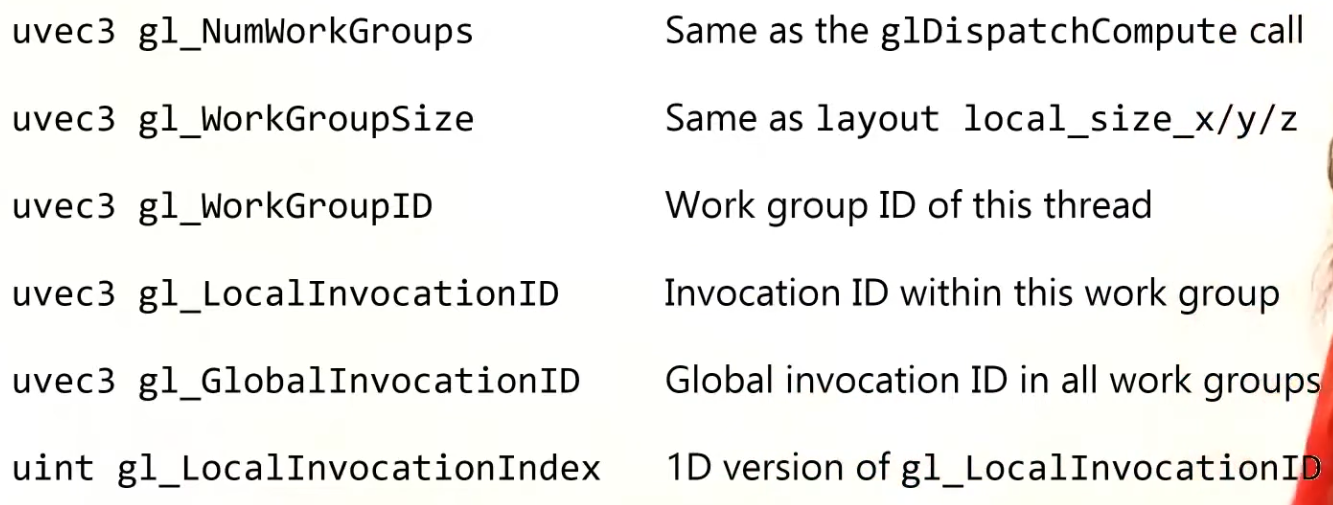 uvec3 gl_NumWorkGroups Same as the glDispatchCompute call
uvec3 gl_WorkGroupSize Same as layout local_size_x/y/z
uvec3 gl_WorkGroupID Work group ID of this thread
uvec3 gl_LocalInvocationID Invocation ID within this work group
uvec3 gl_GlobalInvocationID Global invocation ID in all work groups
uint gl_LocalInvocationIndex 1D version of gl_LocalInvocationID